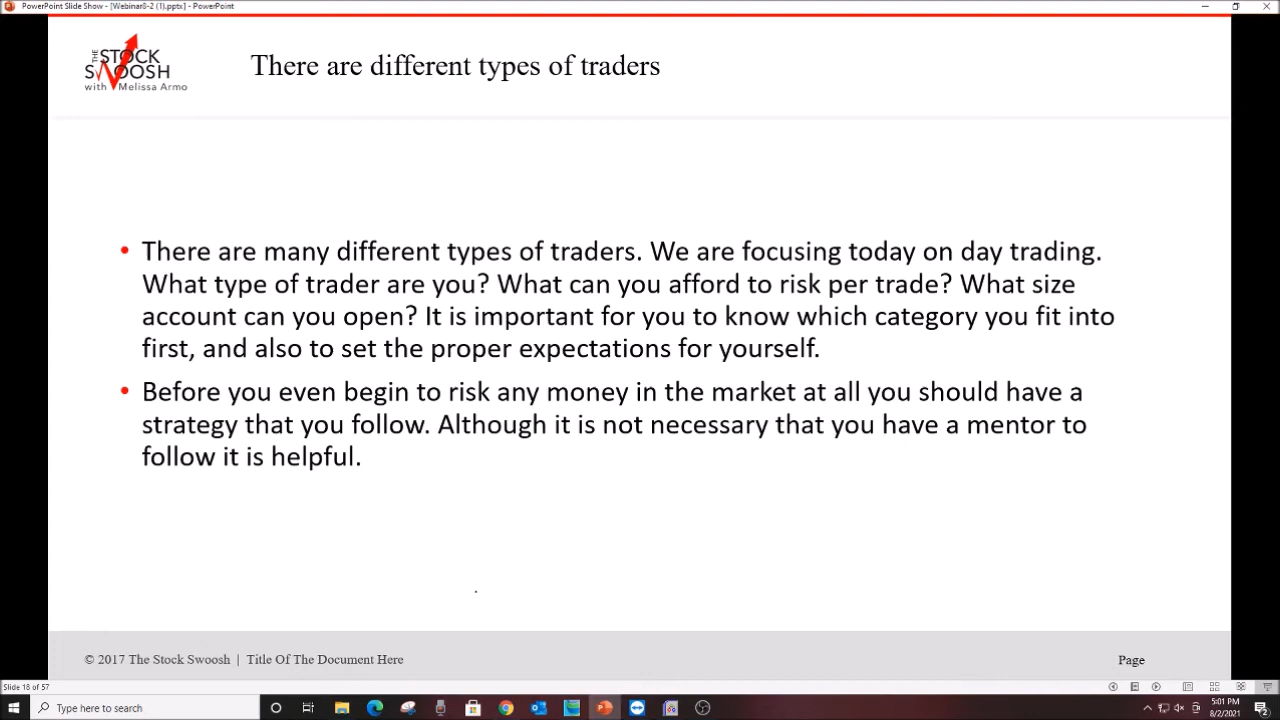 PowerPoint Slide Show - [Webinar8-2 (1).pptx] - PowerPoint
THE STOCK
SWOOSH
with Melissa Armo
There are different types of traders
• There are many different types of traders. We are focusing today on day trading.
What type of trader are you? What can you afford to risk per trade? What size
account can you open? It is important for you to know which category you fit into
first, and also to set the proper expectations for yourself.
• Before you even begin to risk any money in the market at all you should have a
strategy that you follow. Although it is not necessary that you have a mentor to
follow it is helpful.
© 2017 The Stock Swoosh | Title Of The Document Here
Page
Slide 18 of 57
Type here to search
5:01 PM
8/2/2021
2